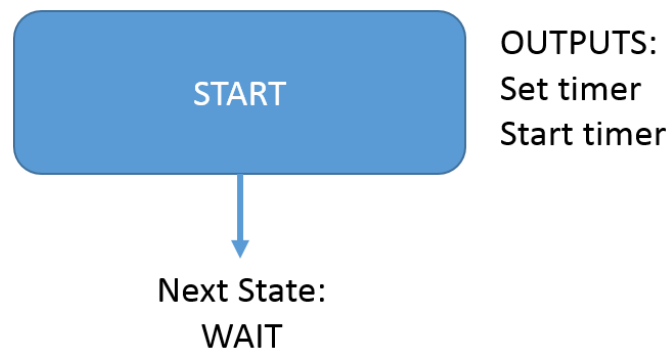 START
OUTPUTS:
Set timer
Start timer
Next State:
WAIT